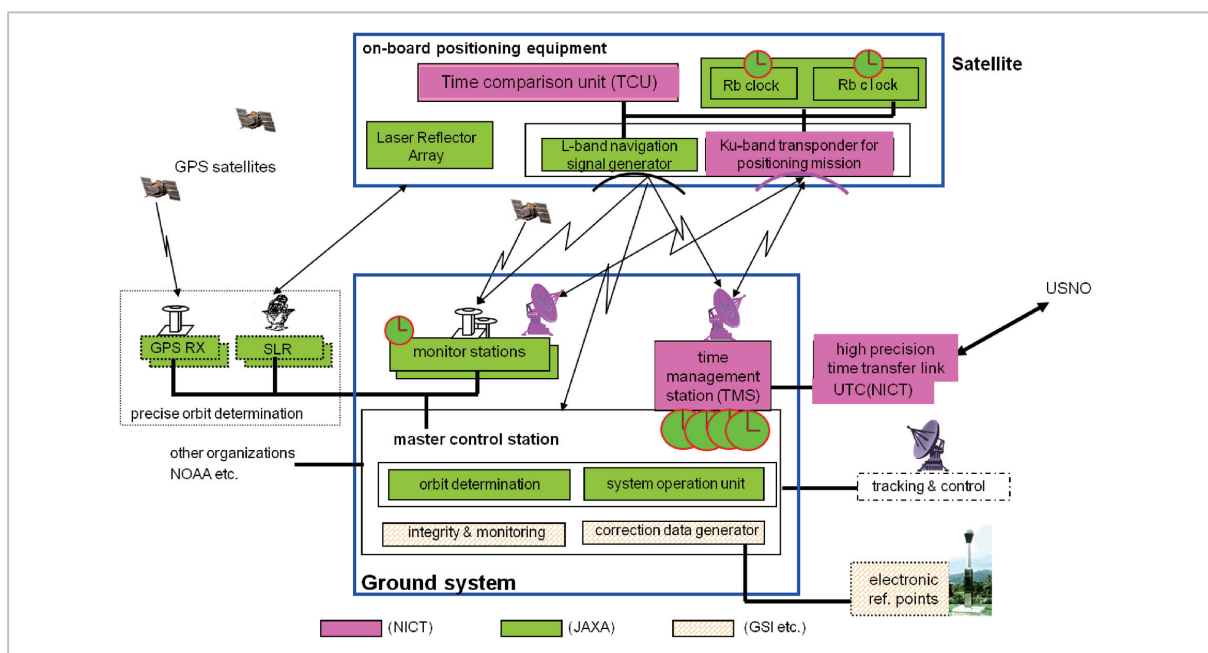 on-board positioning equipment
Satellite
Time comparison unit (TCU)
Rb clock
Rb clock
Laser Reflector
Array
L-band navigation
signal generator
Ku-band transponder for
positioning mission
GPS satellites
USNO
GPS RX
SLR
monitor stations
time
management
station (TMS)
high precision
time transfer link
UTC(NICT)
precise orbit determination
master control station
other organizations
NOAA etc.
orbit determination
system operation unit
tracking & control
integrity & monitoring
correction data generator
Ground system
electronic
ref. points
(NICT)
(JAXA)
(GSI etc.)